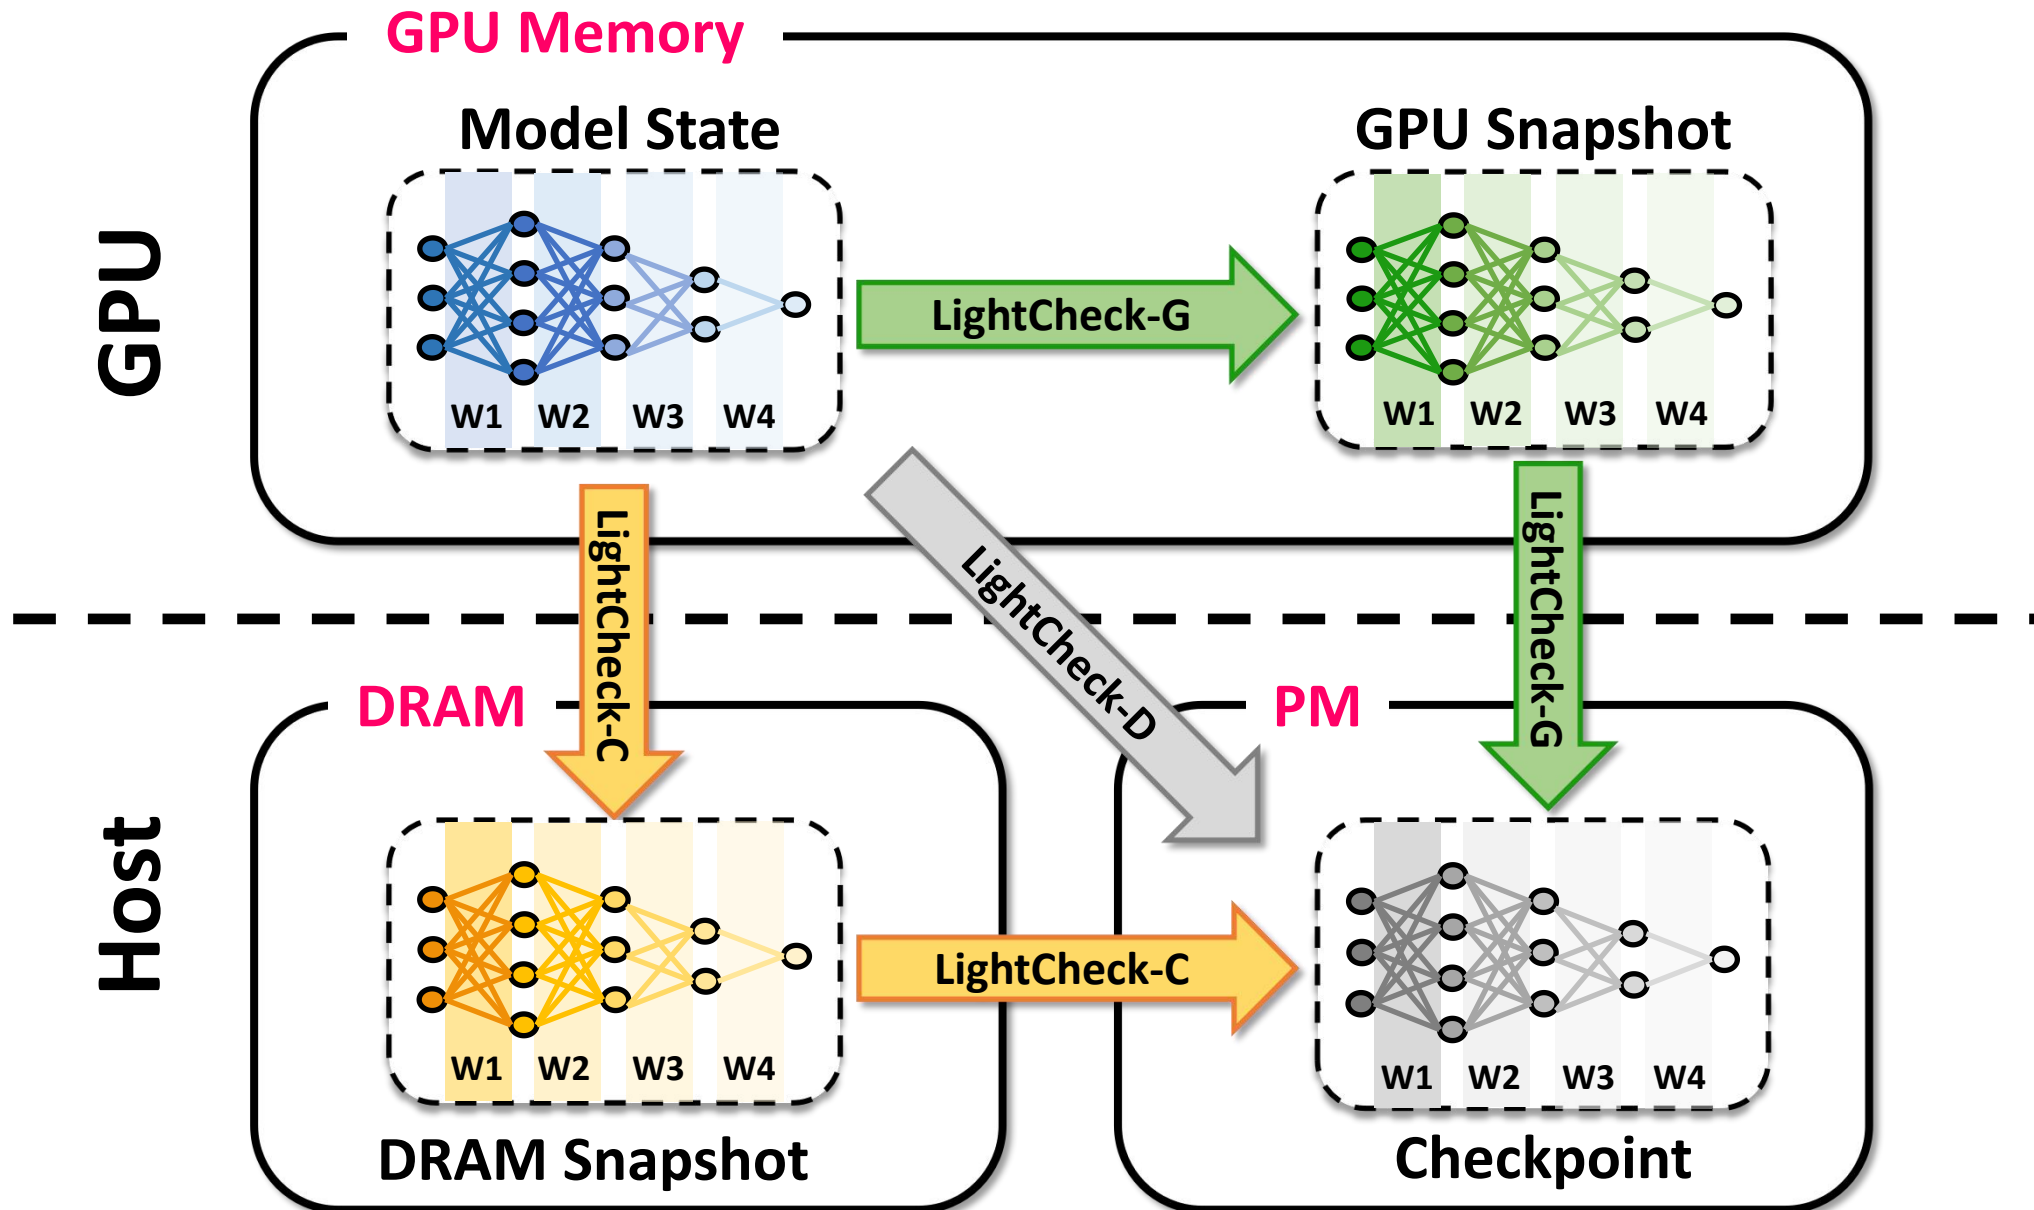 GPU Memory
Model State
GPU Snapshot
GPU
W1 W2 W3 W4
LightCheck-G
W1 W2 W3 W4
LightCheck-C
LightCheck-D
LightCheck-G
DRAM
PM
Host
W1 W2 W3 W4
LightCheck-C
W1 W2 W3 W4
DRAM Snapshot
Checkpoint